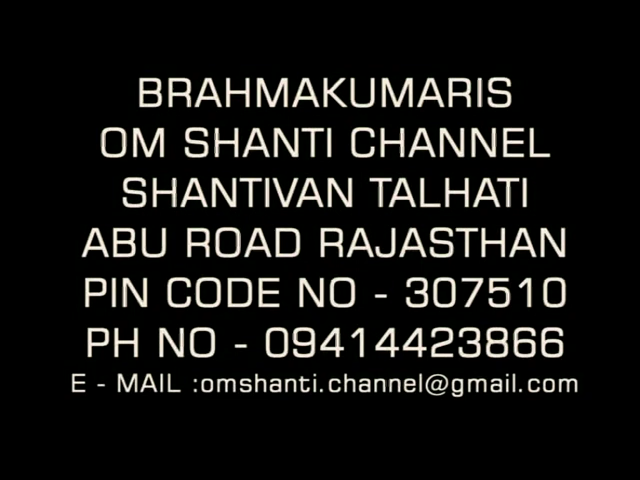 BRAHMAKUMARIS
OM SHANTI CHANNEL
SHANTIVAN TALHATI
ABU ROAD RAJASTHAN
PIN CODE NO - 307510
PH NO - 09414423866
E - MAIL :omshanti.channel@gmail.com